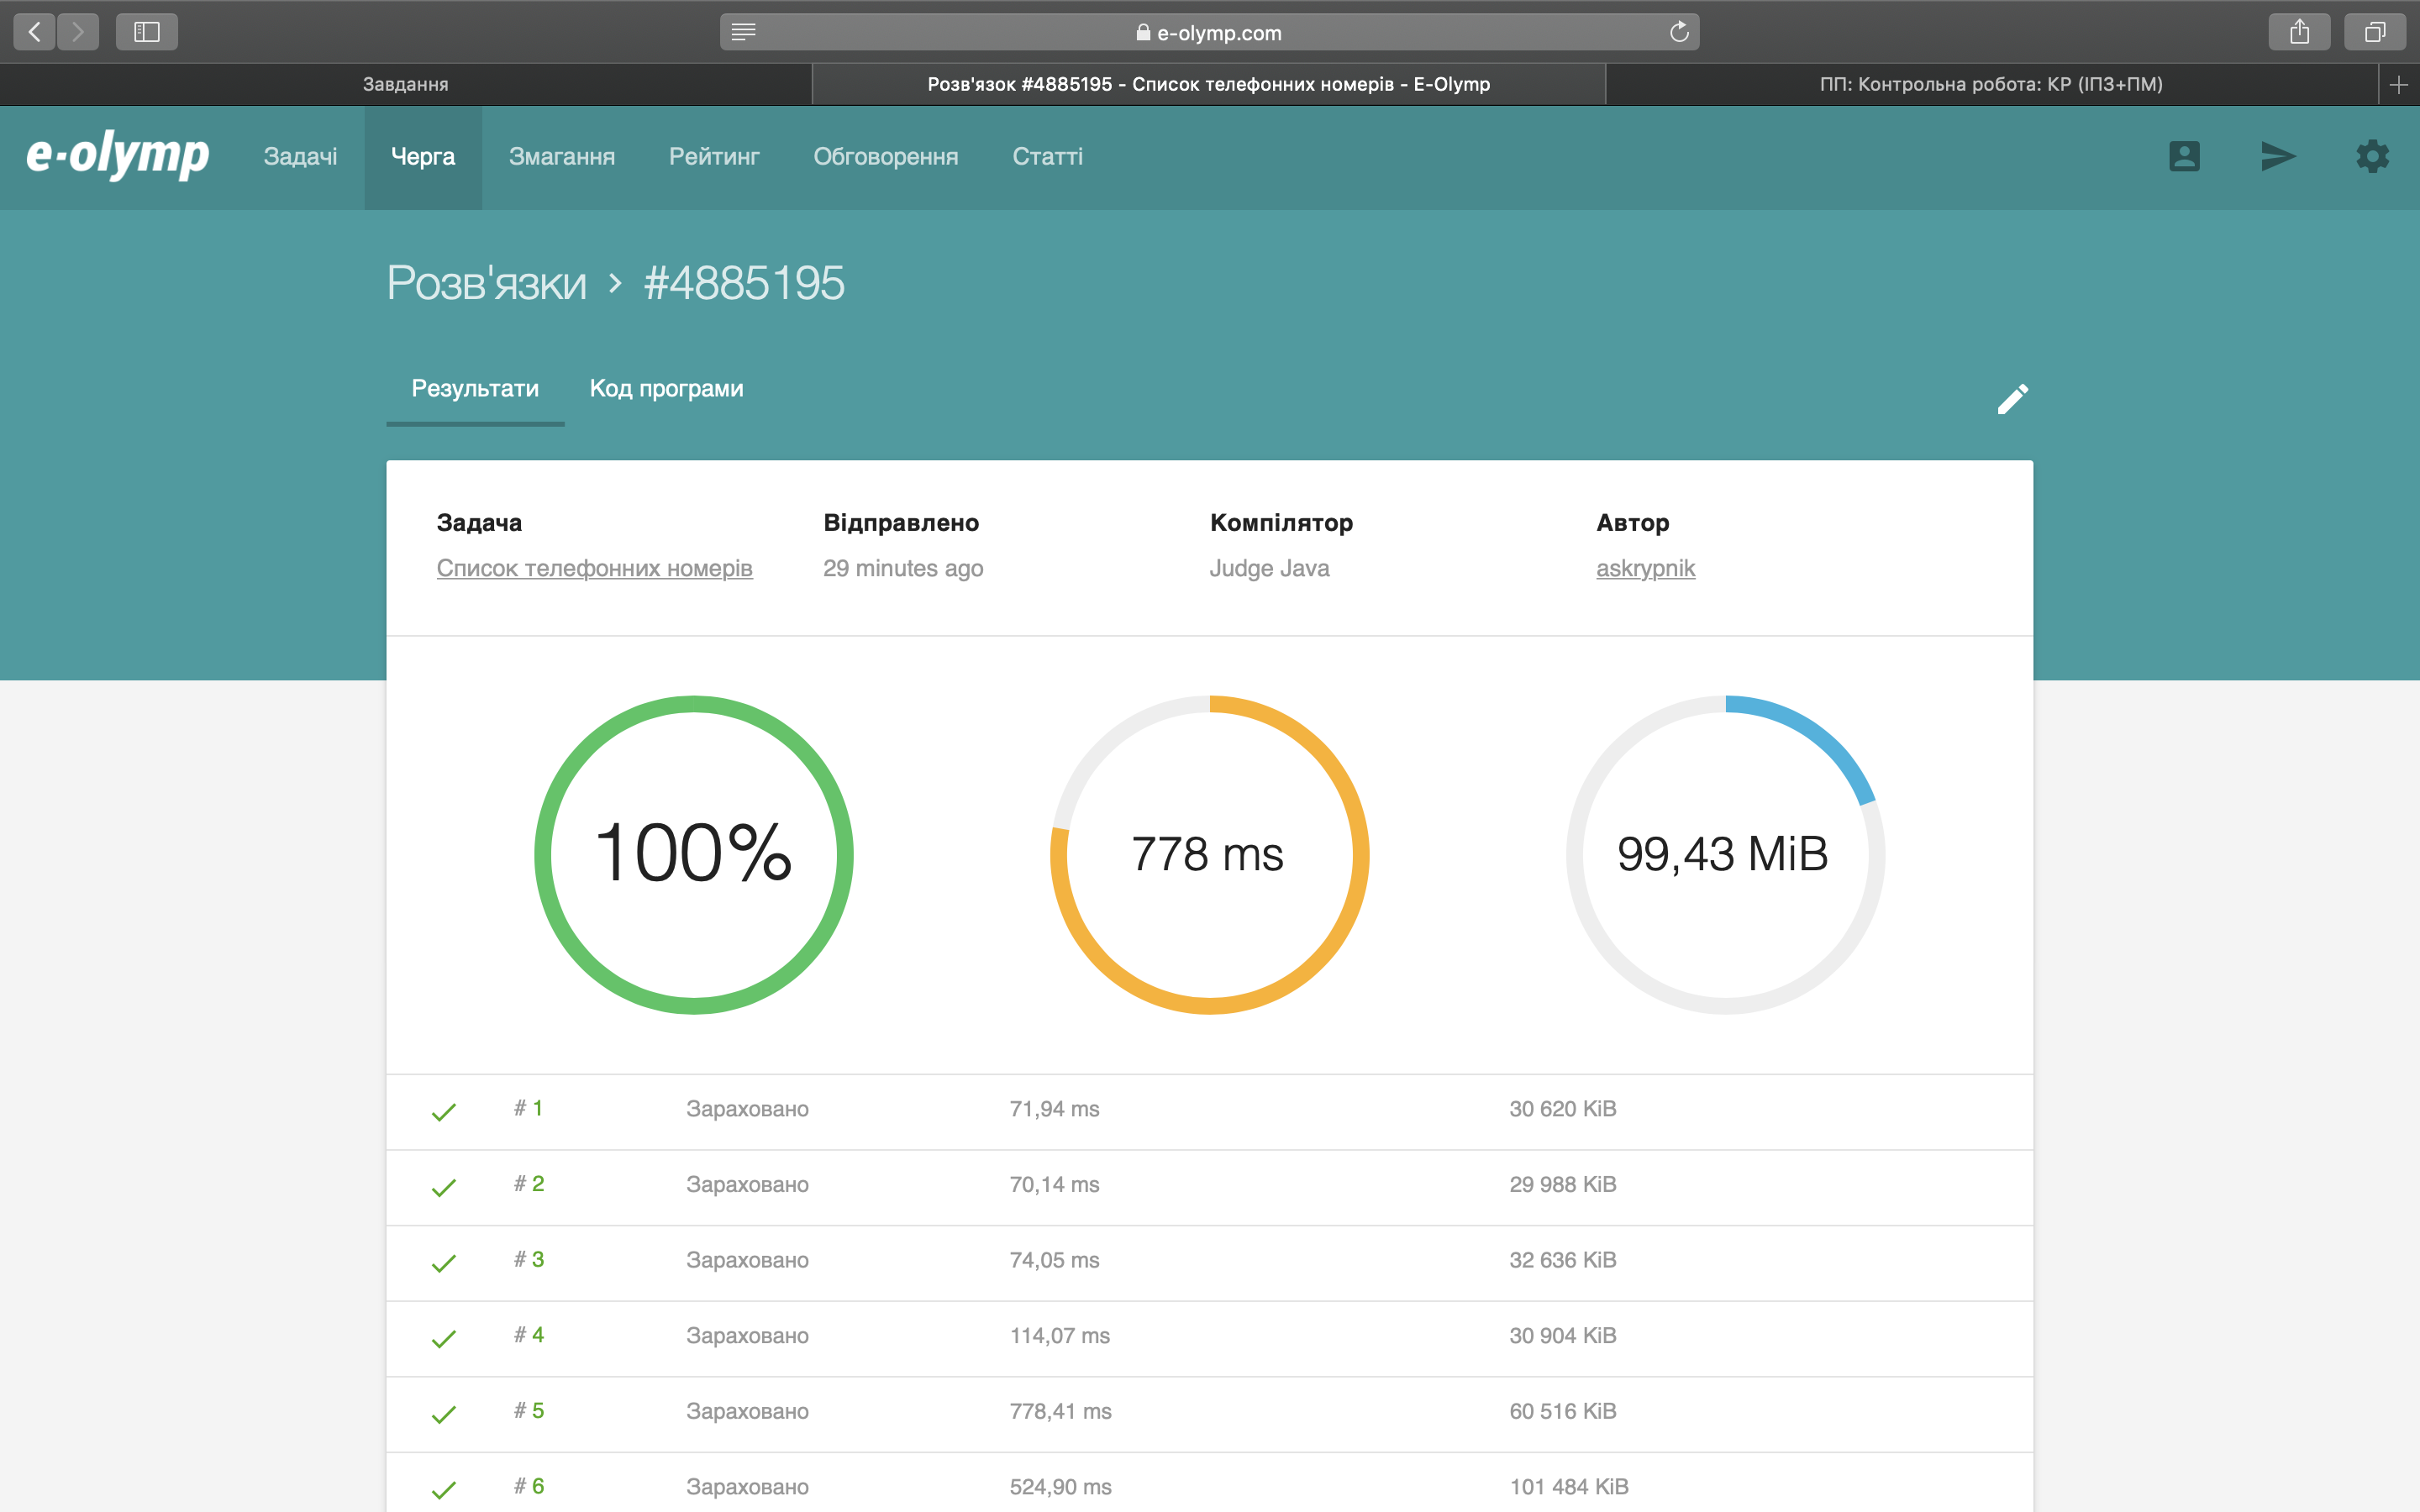 e-olymp.com
Завдання
Розв'язок #4885195 - Список телефонних номерів - E-Olymp
ПП: Контрольна робота: КР (ІПЗ+ПМ)
e-olymp
Задачі
Черга
Змагання
Рейтинг
Обговорення
Статті
Розв'язки › #4885195
Результати
Код програми
Задача
Відправлено
Компілятор
Автор
Список телефонних номерів
29 minutes ago
Judge Java
askrypnik
100%
778 ms
99,43 MiB
# 1 Зараховано 71,94 ms 30 620 KiB
# 2 Зараховано 70,14 ms 29 988 KiB
# 3 Зараховано 74,05 ms 32 636 KiB
# 4 Зараховано 114,07 ms 30 904 KiB
# 5 Зараховано 778,41 ms 60 516 KiB
# 6 Зараховано 524,90 ms 101 484 KiB